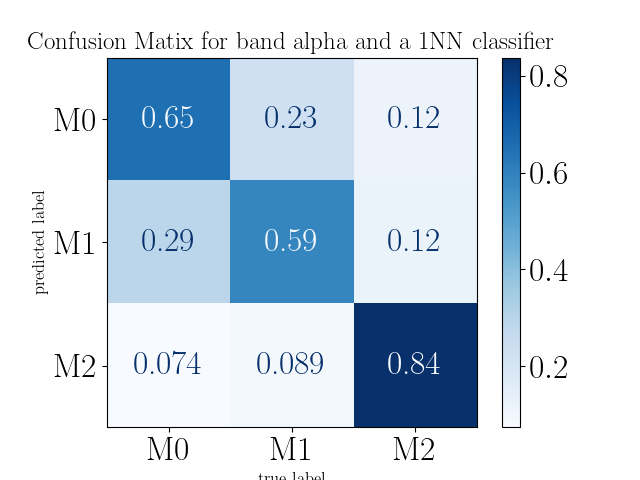 Confusion Matix for band alpha and a 1NN classifier
M0 0.65 0.23 0.12
M1 0.29 0.59 0.12
M2 0.074 0.089 0.84
M0 M1 M2
predicted label
true label
0.8
0.6
0.4
0.2